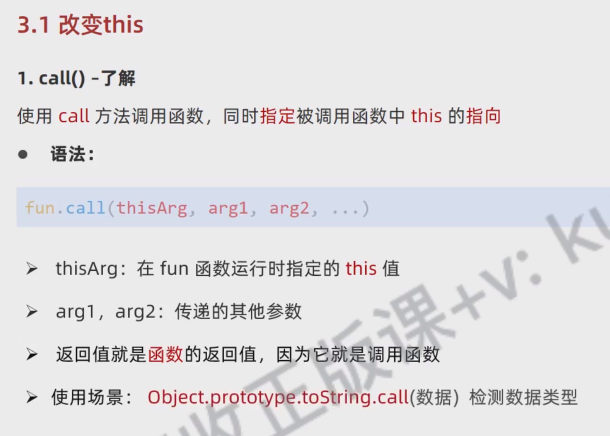 3.1 改变this
1. call() –了解
使用 call 方法调用函数，同时指定被调用函数中 this 的指向
● 语法：
fun.call(thisArg, arg1, arg2, ...)
➢ thisArg：在 fun 函数运行时指定的 this 值
➢ arg1，arg2：传递的其他参数
➢ 返回值就是函数的返回值，因为它就是调用函数
➢ 使用场景： Object.prototype.toString.call(数据) 检测数据类型
收正版课+v: ku